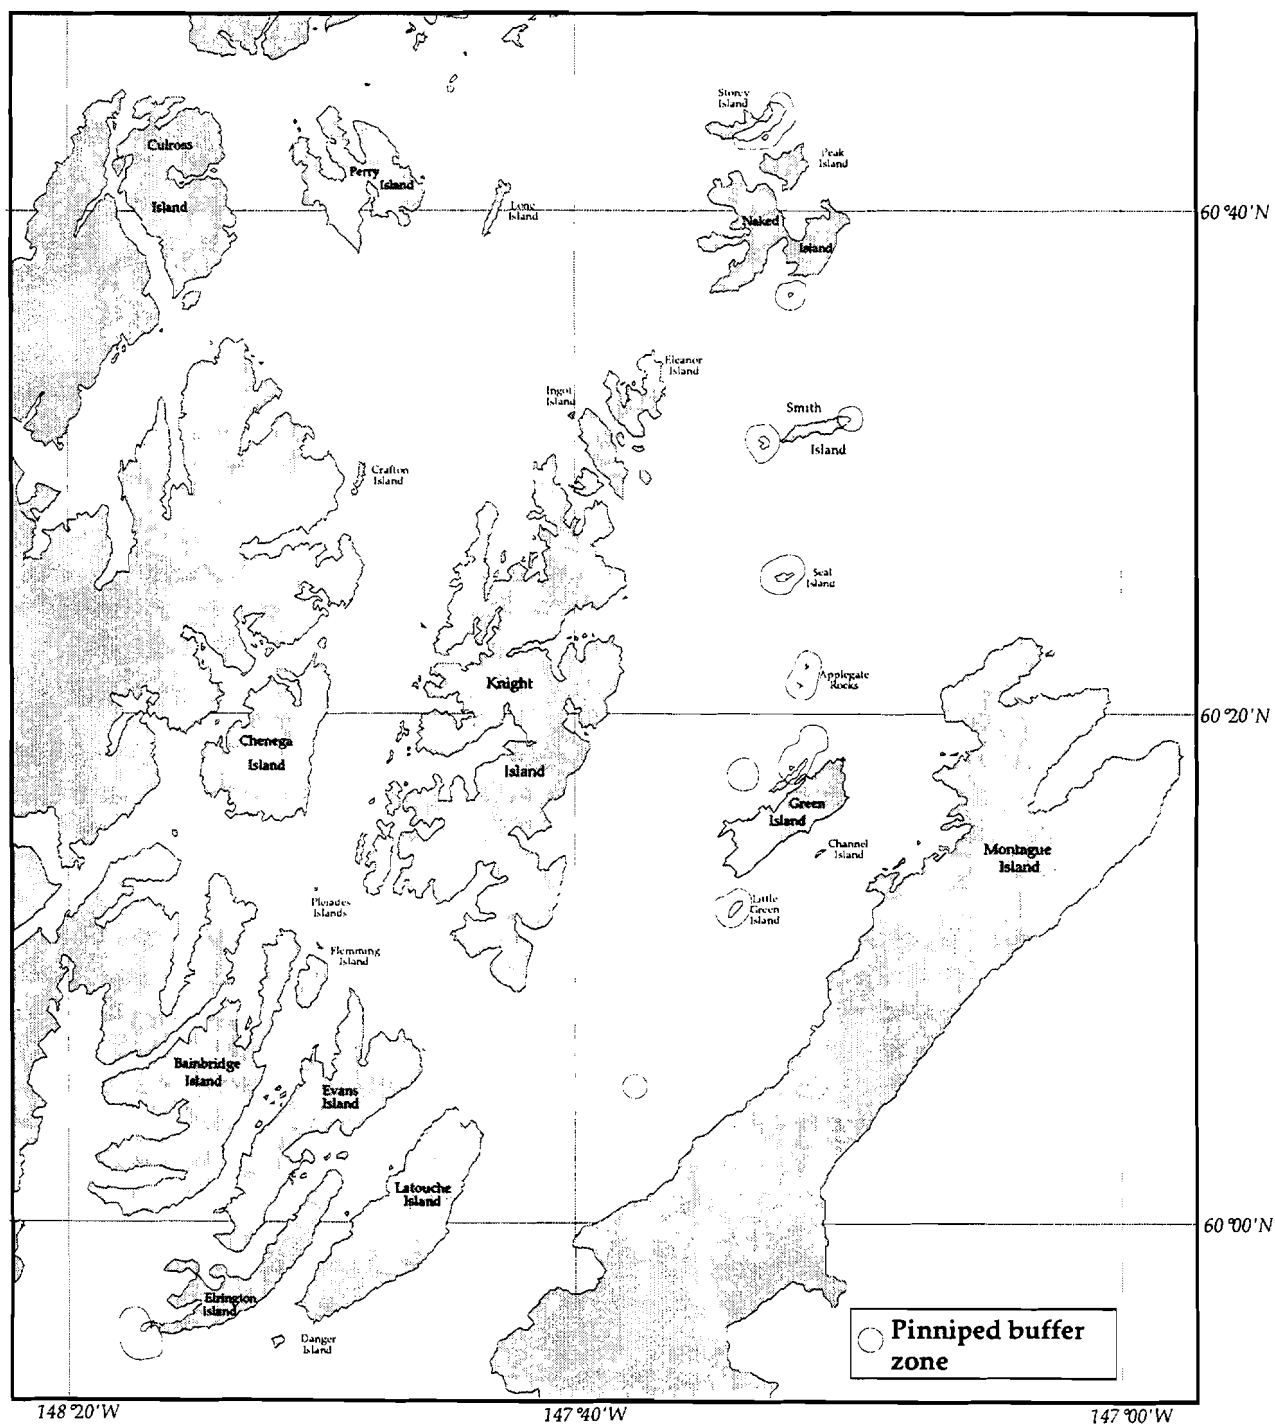 Storey
Island
Culross
Island
Perry
Island
Long
Island
Peak
Island
Naked
Island
60°40'N
Eleanor
Island
Ingot
Island
Smith
Island
Crafton
Island
Seal
Island
Applegate
Rocks
Knight
Island
60°20'N
Chenega
Island
Green
Island
Channel
Island
Montague
Island
Pleiades
Islands
Little
Green
Island
Flemming
Island
Bainbridge
Island
Evans
Island
Latouche
Island
60°00'N
Elrington
Island
Danger
Island
Pinniped buffer
zone
148°20'W
147°40'W
147°00'W